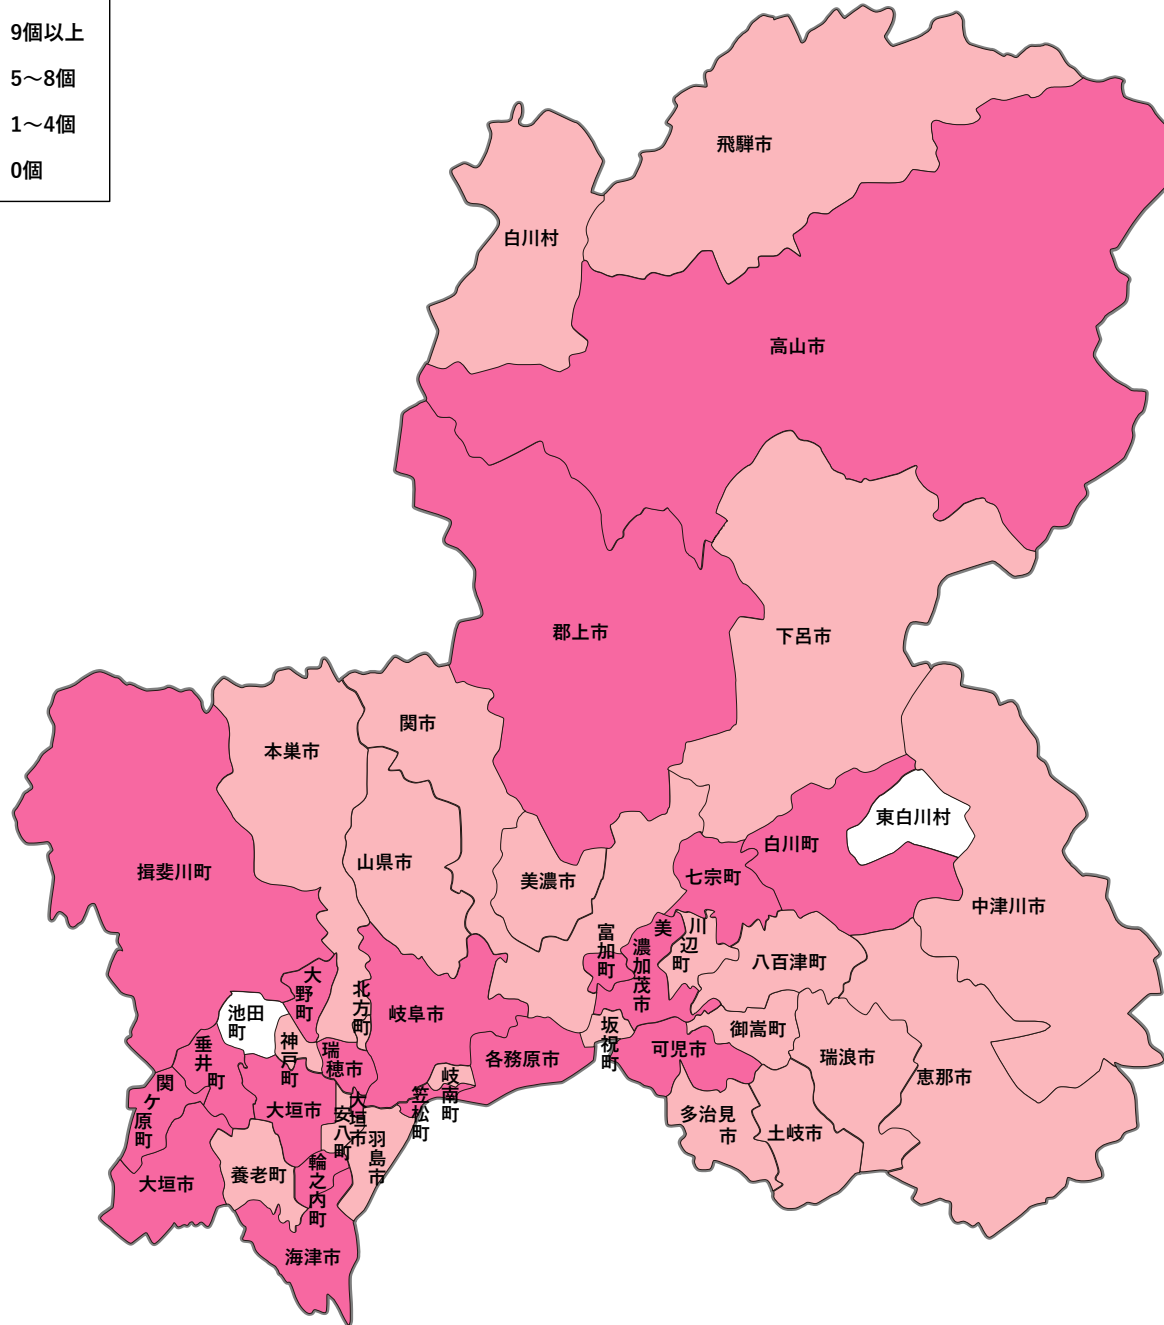 9個以上
5～8個
1～4個
0個
飛騨市
白川村
高山市
郡上市
下呂市
関市
本巣市
東白川村
白川町
山県市
揖斐川町
七宗町
美濃市
中津川市
美濃加茂市
川辺町
富加町
八百津町
大野町
北方町
池田町
岐阜市
坂祝町
御嵩町
神戸町
垂井町
瑞穂市
可児市
各務原市
瑞浪市
恵那市
関ケ原町
岐南町
笠松町
大垣市
大垣市
安八町
多治見市
土岐市
羽島市
輪之内町
養老町
大垣市
海津市